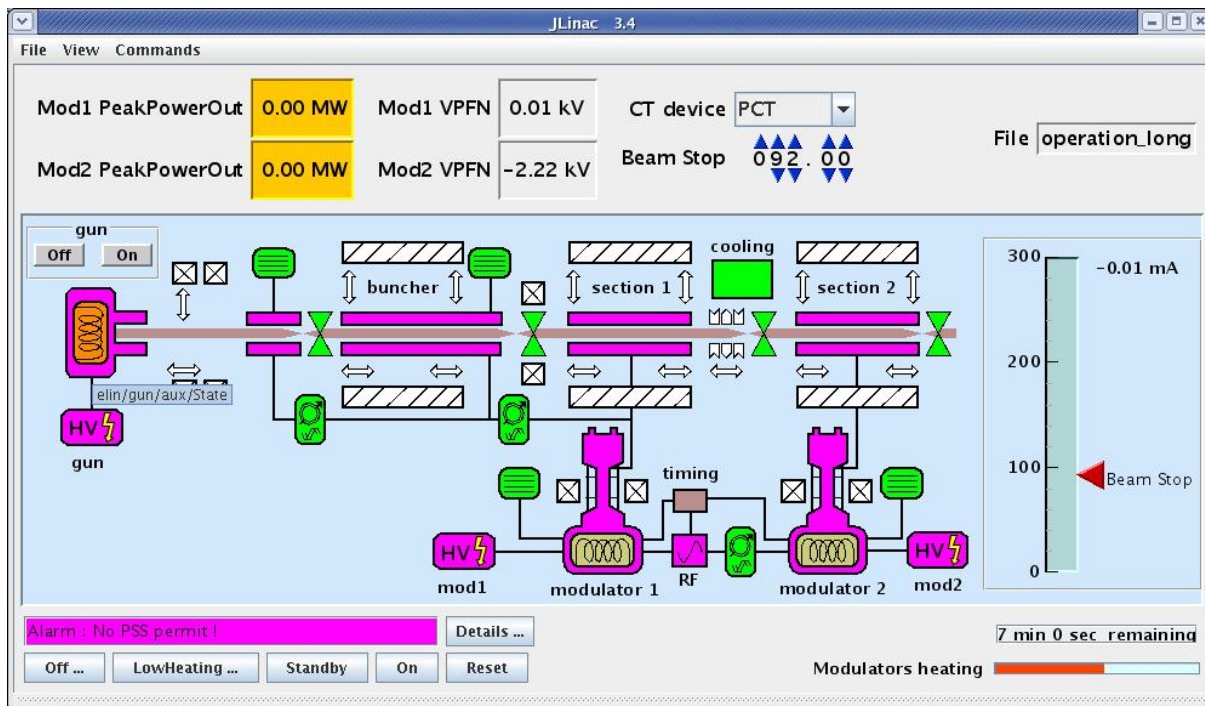 JLinac 3.4
File View Commands
Mod1 PeakPowerOut 0.00 MW Mod1 VPFN 0.01 kV CT device PCT
File operation_long
Mod2 PeakPowerOut 0.00 MW Mod2 VPFN -2.22 kV Beam Stop 092.00
gun
Off On
cooling
buncher section 1 section 2
300 -0.01 mA
200
elin/gun/aux/State
HV
gun
timing
100 Beam Stop
HV HV
mod1 modulator 1 RF modulator 2 mod2
0
Alarm : No PSS permit ! Details ...
7 min 0 sec remaining
Off ... LowHeating ... Standby On Reset
Modulators heating